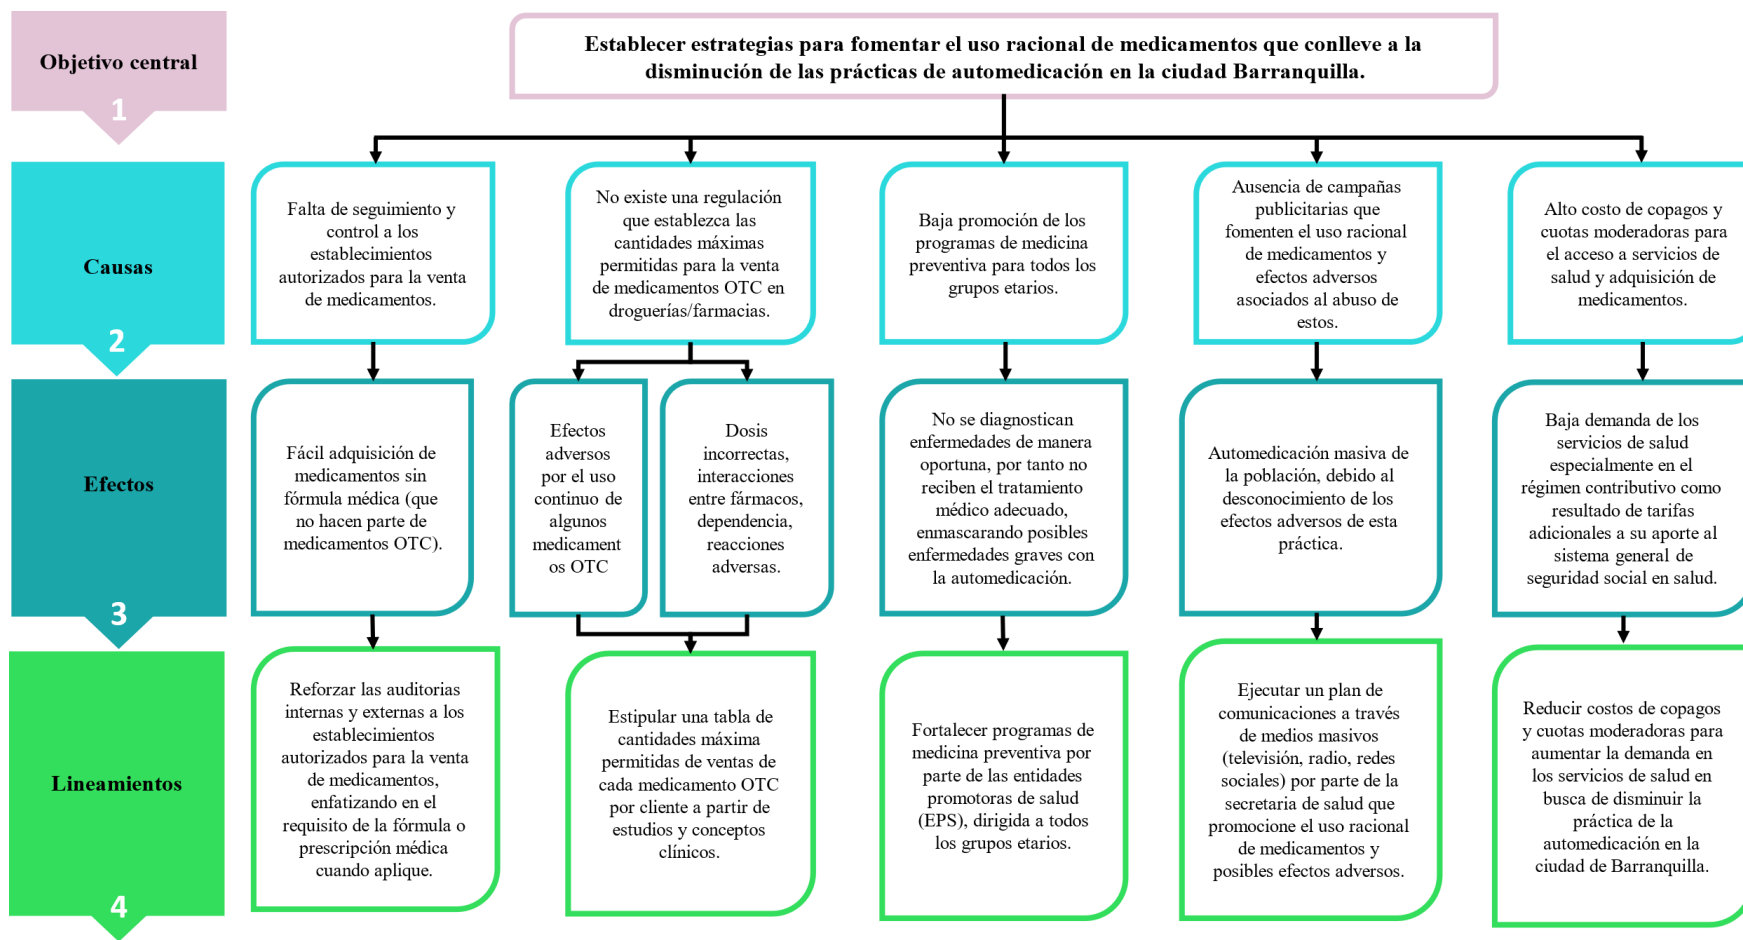 Objetivo central
1
Establecer estrategias para fomentar el uso racional de medicamentos que conlleve a la
disminución de las prácticas de automedicación en la ciudad Barranquilla.
Causas
2
Falta de seguimiento y
control a los
establecimientos
autorizados para la venta
de medicamentos.
No existe una regulación
que establezca las
cantidades máximas
permitidas para la venta
de medicamentos OTC en
droguerías/farmacias.
Baja promoción de los
programas de medicina
preventiva para todos los
grupos etarios.
Ausencia de campañas
publicitarias que
fomenten el uso racional
de medicamentos y
efectos adversos
asociados al abuso de
estos.
Alto costo de copagos y
cuotas moderadoras para
el acceso a servicios de
salud y adquisición de
medicamentos.
Efectos
3
Fácil adquisición de
medicamentos sin
fórmula médica (que
no hacen parte de
medicamentos OTC).
Efectos
adversos
por el uso
continuo de
algunos
medicament
os OTC
Dosis
incorrectas,
interacciones
entre fármacos,
dependencia,
reacciones
adversas.
No se diagnostican
enfermedades de manera
oportuna, por tanto no
reciben el tratamiento
médico adecuado,
enmascarando posibles
enfermedades graves con
la automedicación.
Automedicación masiva de
la población, debido al
desconocimiento de los
efectos adversos de esta
práctica.
Baja demanda de los
servicios de salud
especialmente en el
régimen contributivo como
resultado de tarifas
adicionales a su aporte al
sistema general de
seguridad social en salud.
Lineamientos
4
Reforzar las auditorias
internas y externas a los
establecimientos
autorizados para la venta
de medicamentos,
enfatizando en el
requisito de la fórmula o
prescripción médica
cuando aplique.
Estipular una tabla de
cantidades máxima
permitidas de ventas de
cada medicamento OTC
por cliente a partir de
estudios y conceptos
clínicos.
Fortalecer programas de
medicina preventiva por
parte de las entidades
promotoras de salud
(EPS), dirigida a todos
los grupos etarios.
Ejecutar un plan de
comunicaciones a través
de medios masivos
(televisión, radio, redes
sociales) por parte de la
secretaria de salud que
promocione el uso racional
de medicamentos y
posibles efectos adversos.
Reducir costos de copagos
y cuotas moderadoras para
aumentar la demanda en
los servicios de salud en
busca de disminuir la
práctica de la
automedicación en la
ciudad de Barranquilla.